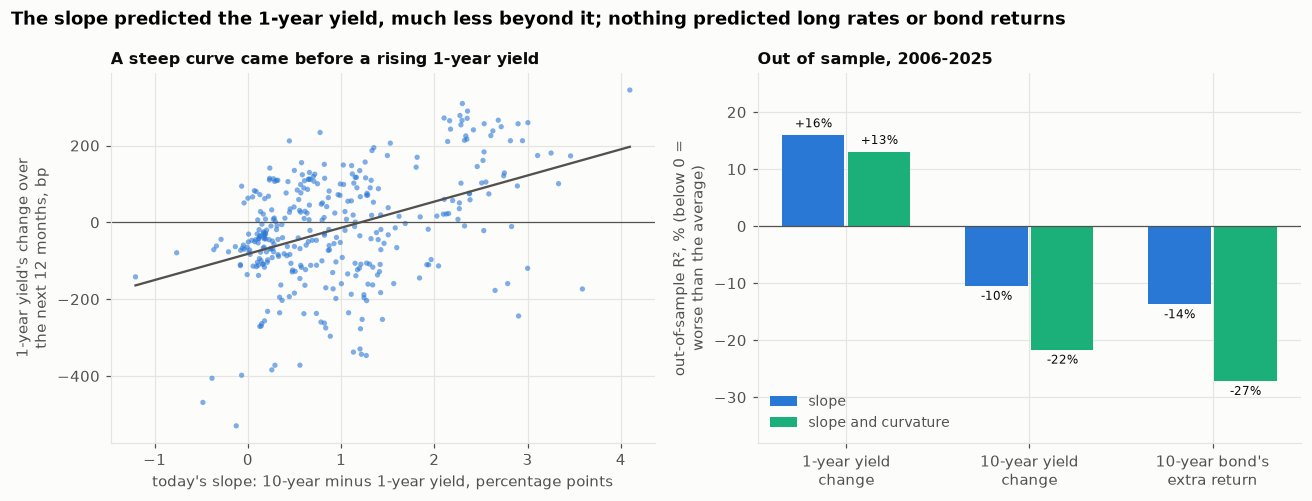 The slope predicted the 1-year yield, much less beyond it; nothing predicted long rates or bond returns
A steep curve came before a rising 1-year yield
1-year yield's change over
the next 12 months, bp
200
0
−200
−400
−1
0
1
2
3
4
today's slope: 10-year minus 1-year yield, percentage points
Out of sample, 2006-2025
out-of-sample R², % (below 0 =
worse than the average)
20
10
0
−10
−20
−30
+16%
+13%
-10%
-22%
-14%
-27%
slope
slope and curvature
1-year yield
change
10-year yield
change
10-year bond's
extra return